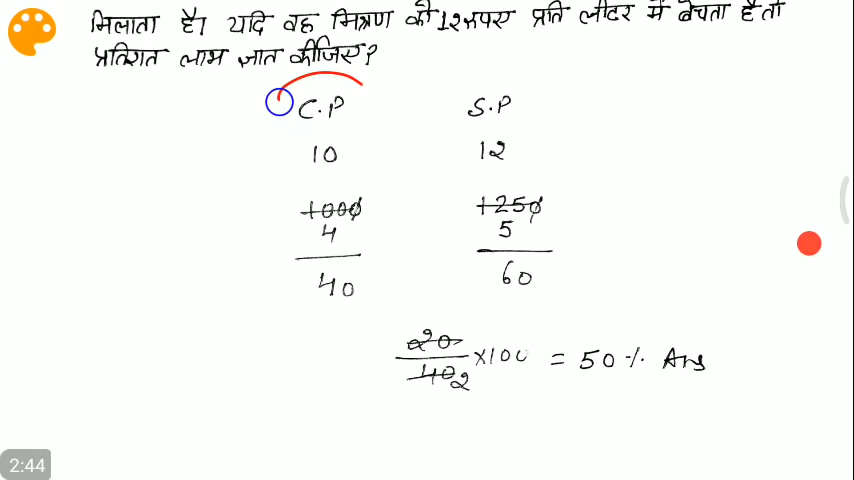 मिलाता है। यदि वह मिश्रण को 12 रूपए प्रति लीटर में बेचता है तो
प्रतिशत लाभ ज्ञात कीजिए?
C.P S.P
10 12
1000 1250
4 5
40 60
20
40 2 ×100 = 50% Ans
2:44